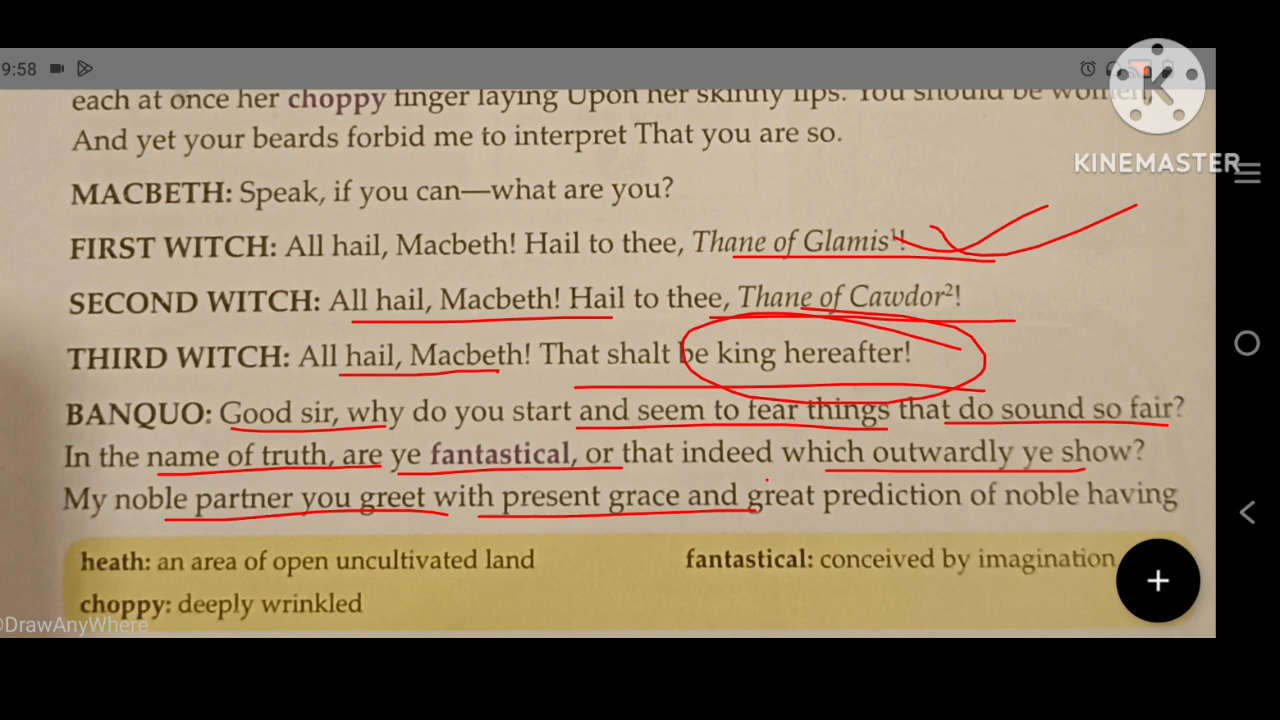 9:58
each at once her choppy finger laying Upon her skinny lips. You should be women,
And yet your beards forbid me to interpret That you are so.
KINEMASTER
MACBETH: Speak, if you can—what are you?
FIRST WITCH: All hail, Macbeth! Hail to thee, Thane of Glamis¹!
SECOND WITCH: All hail, Macbeth! Hail to thee, Thane of Cawdor²!
THIRD WITCH: All hail, Macbeth! That shalt be king hereafter!
BANQUO: Good sir, why do you start and seem to fear things that do sound so fair?
In the name of truth, are ye fantastical, or that indeed which outwardly ye show?
My noble partner you greet with present grace and great prediction of noble having
heath: an area of open uncultivated land
fantastical: conceived by imagination
choppy: deeply wrinkled
©DrawAnyWhere